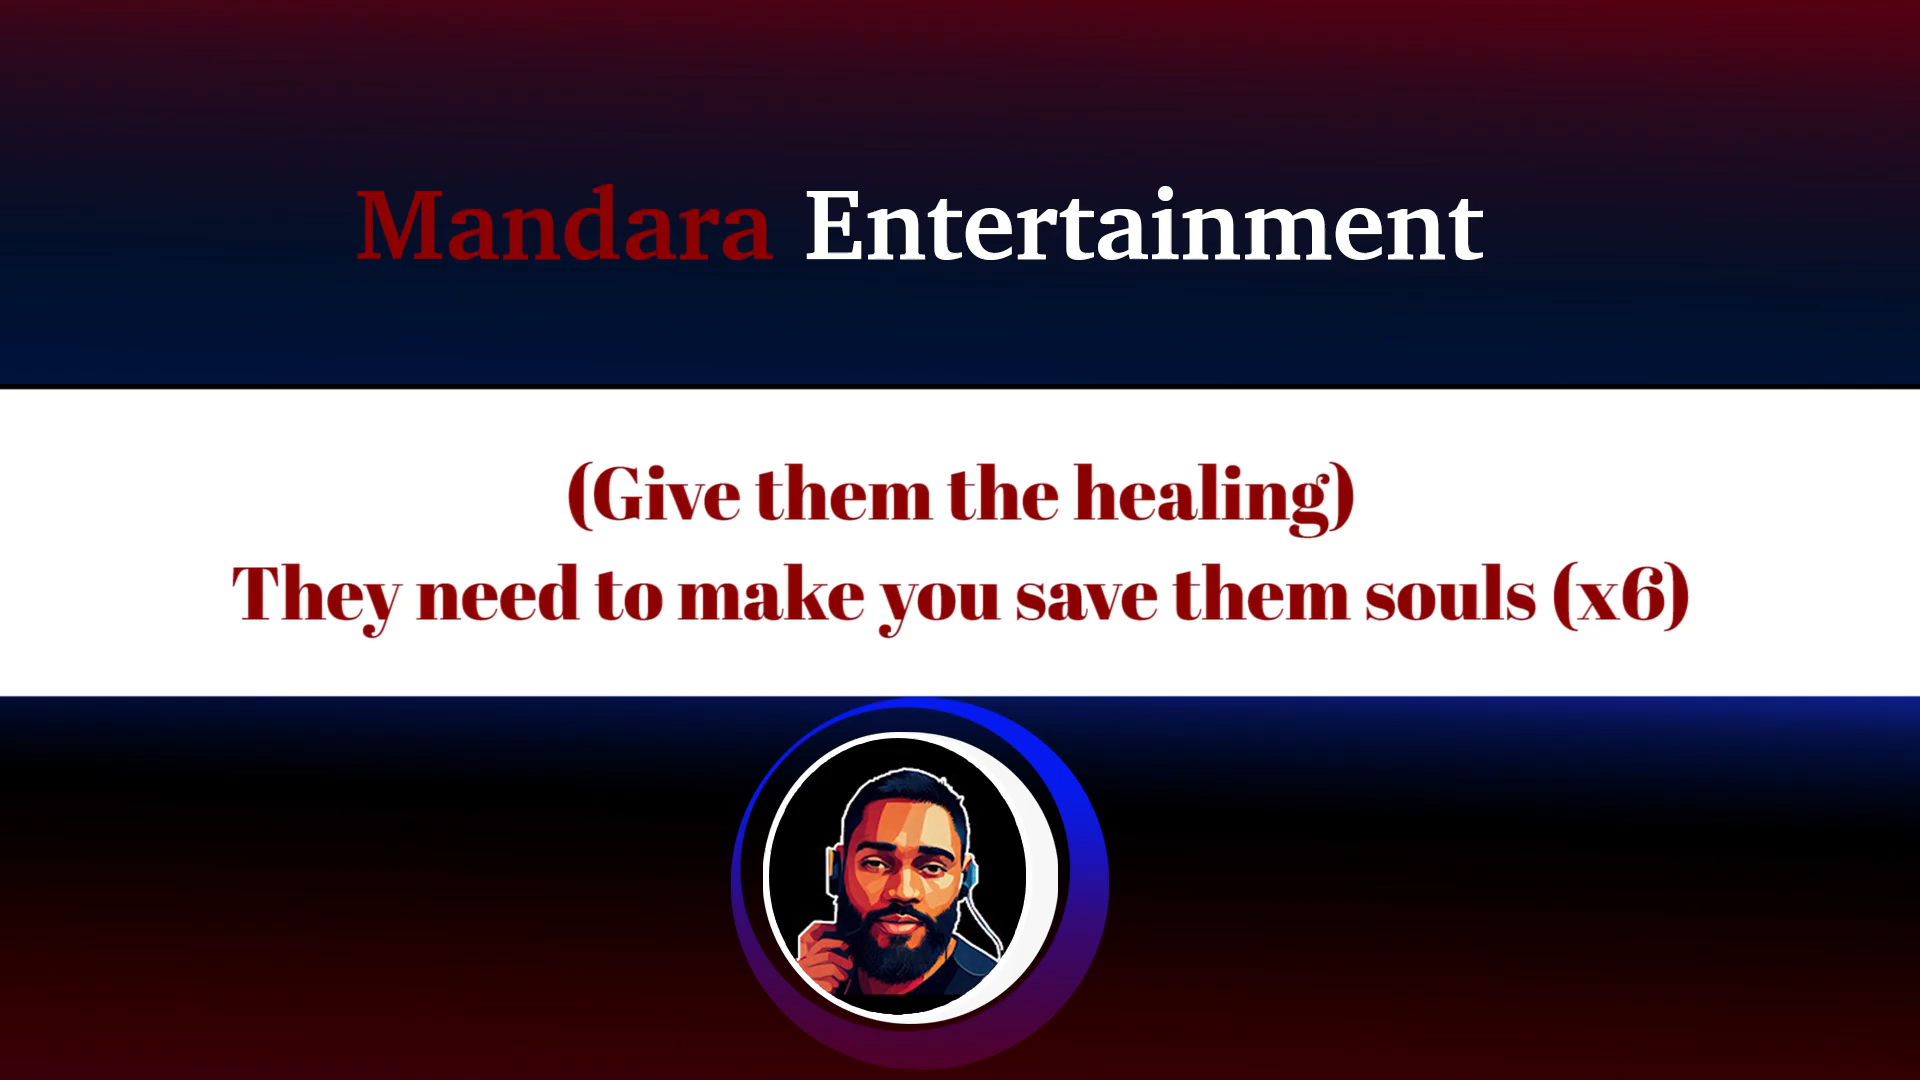 Mandara Entertainment
(Give them the healing)
They need to make you save them souls (x6)